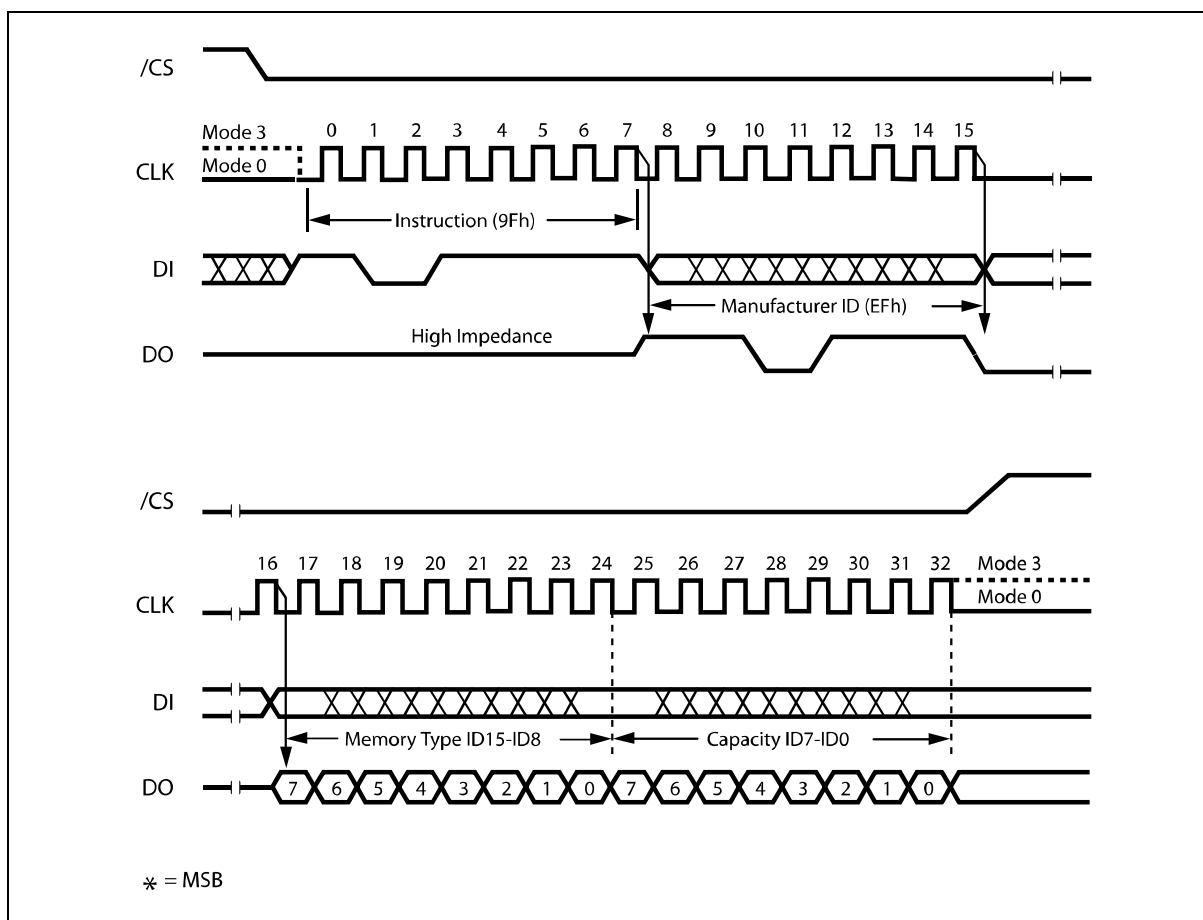 /CS
Mode 3
0 1 2 3 4 5 6 7 8 9 10 11 12 13 14 15
Mode 0
CLK
Instruction (9Fh)
DI
Manufacturer ID (EFh)
High Impedance
DO
/CS
16 17 18 19 20 21 22 23 24 25 26 27 28 29 30 31 32
Mode 3
CLK
Mode 0
DI
Memory Type ID15-ID8
Capacity ID7-ID0
DO
7 6 5 4 3 2 1 0 7 6 5 4 3 2 1 0
* = MSB